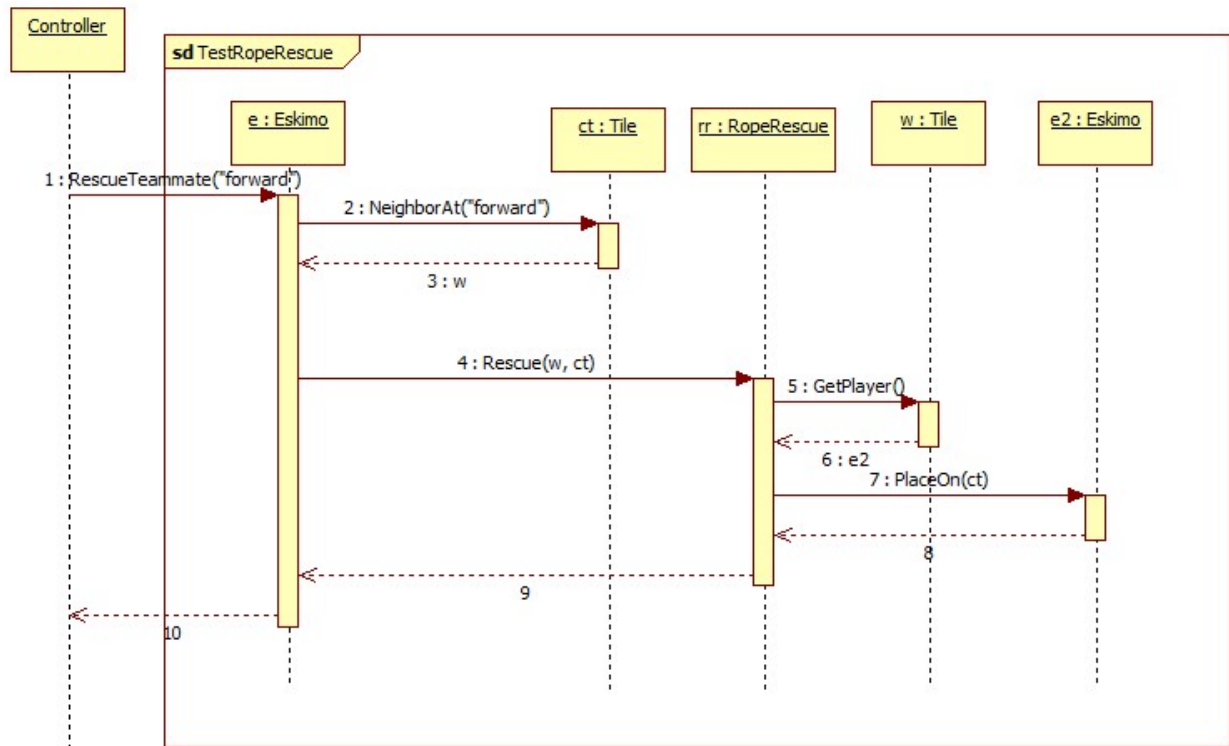 Controller
sd TestRopeRescue
e : Eskimo
ct : Tile
rr : RopeRescue
w : Tile
e2 : Eskimo
1 : RescueTeammate("forward")
2 : NeighborAt("forward")
3 : w
4 : Rescue(w, ct)
5 : GetPlayer()
6 : e2
7 : PlaceOn(ct)
8
9
10